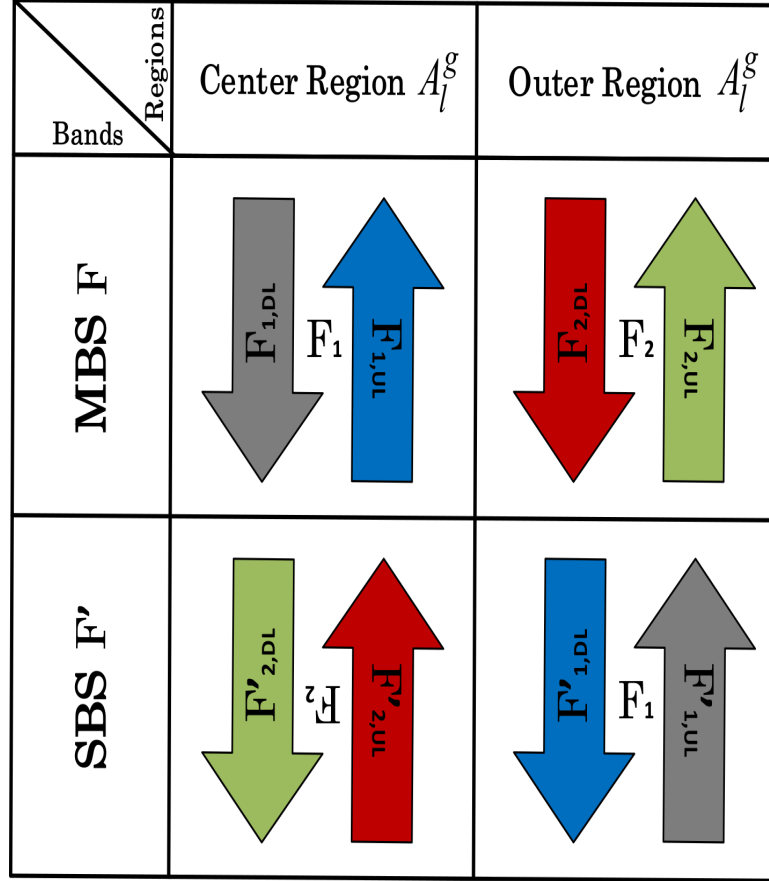 Regions
Bands
Center Region A_l^g
Outer Region A_l^g
MBS F
F1,DL
F1
F1,UL
F2,DL
F2
F2,UL
SBS F'
F'2,DL
F2
F'2,UL
F'1,DL
F1
F'1,UL